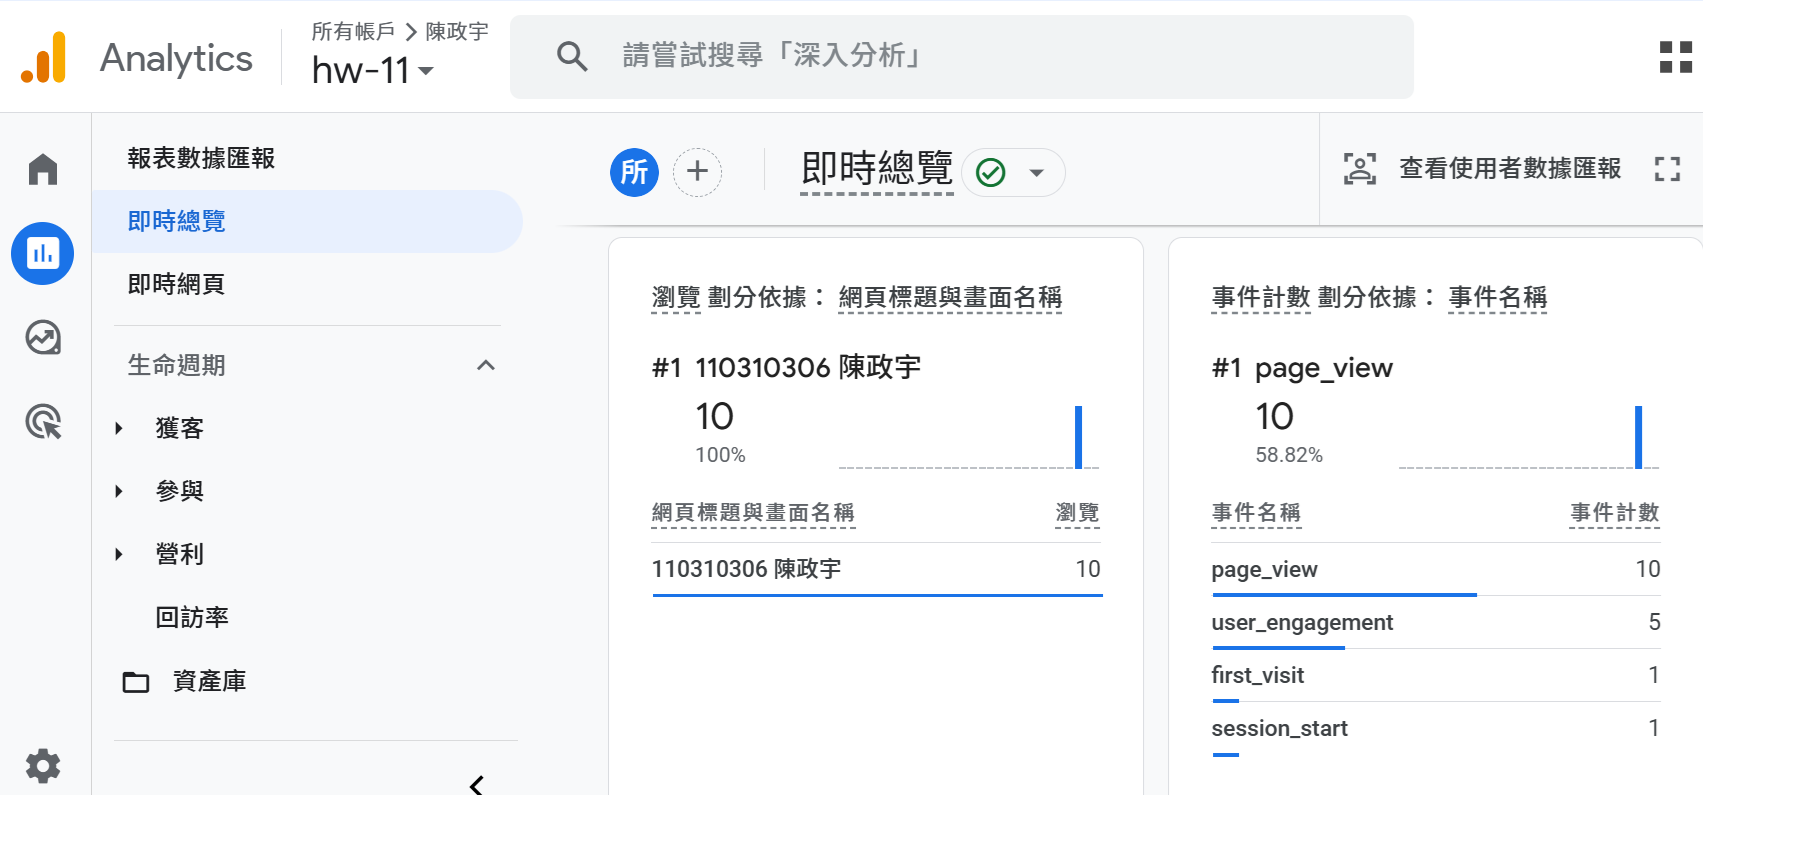 Analytics
所有帳戶 > 陳政宇
hw-11
請嘗試搜尋「深入分析」
報表數據匯報
即時總覽
即時網頁
生命週期
獲客
參與
營利
回訪率
資產庫
所
即時總覽
查看使用者數據匯報
瀏覽 劃分依據： 網頁標題與畫面名稱
#1 110310306 陳政宇
10
100%
網頁標題與畫面名稱 瀏覽
110310306 陳政宇 10
事件計數 劃分依據： 事件名稱
#1 page_view
10
58.82%
事件名稱 事件計數
page_view 10
user_engagement 5
first_visit 1
session_start 1